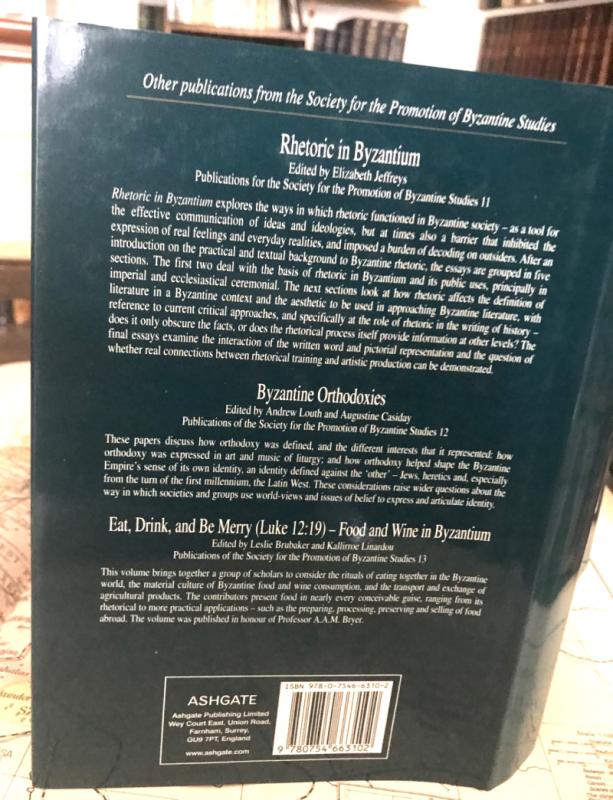 Other publications from the Society for the Promotion of Byzantine Studies
Rhetoric in Byzantium
Edited by Elizabeth Jeffreys
Publications for the Society for the Promotion of Byzantine Studies 11
Rhetoric in Byzantium explores the ways in which rhetoric functioned in Byzantine society – as a tool for
the effective communication of ideas and ideologies, but at times also a barrier that inhibited the
expression of real feelings and everyday realities, and imposed a burden of decoding on outsiders. After an
introduction on the practical and textual background to Byzantine rhetoric, the essays are grouped in five
sections. The first two deal with the basis of rhetoric in Byzantium and its public uses, principally in
imperial and ecclesiastical ceremonial. The next sections look at how rhetoric affects the definition of
literature in a Byzantine context and the aesthetic to be used in approaching Byzantine literature, with
reference to current critical approaches, and specifically at the role of rhetoric in the writing of history –
does it only obscure the facts, or does the rhetorical process itself provide information at other levels? The
final essays examine the interaction of the written word and pictorial representation and the question of
whether real connections between rhetorical training and artistic production can be demonstrated.
Byzantine Orthodoxies
Edited by Andrew Louth and Augustine Casiday
Publications of the Society for the Promotion of Byzantine Studies 12
These papers discuss how orthodoxy was defined, and the different interests that it represented: how
orthodoxy was expressed in art and music of liturgy; and how orthodoxy helped shape the Byzantine
Empire's sense of its own identity, an identity defined against the 'other' – Jews, heretics and, especially
from the turn of the first millennium, the Latin West. These considerations raise wider questions about the
way in which societies and groups use world-views and issues of belief to express and articulate identity.
Eat, Drink, and Be Merry (Luke 12:19) – Food and Wine in Byzantium
Edited by Leslie Brubaker and Kallirroe Linardou
Publications of the Society for the Promotion of Byzantine Studies 13
This volume brings together a group of scholars to consider the rituals of eating together in the Byzantine
world, the material culture of Byzantine food and wine consumption, and the transport and exchange of
agricultural products. The contributors present food in nearly every conceivable guise, ranging from its
rhetorical to more practical applications – such as the preparing, processing, preserving and selling of food
abroad. The volume was published in honour of Professor A.A.M. Bryer.
ASHGATE
Ashgate Publishing Limited
Wey Court East, Union Road,
Farnham, Surrey,
GU9 7PT, England
www.ashgate.com
ISBN 978-0-7546-6310-2
9 780754 663102